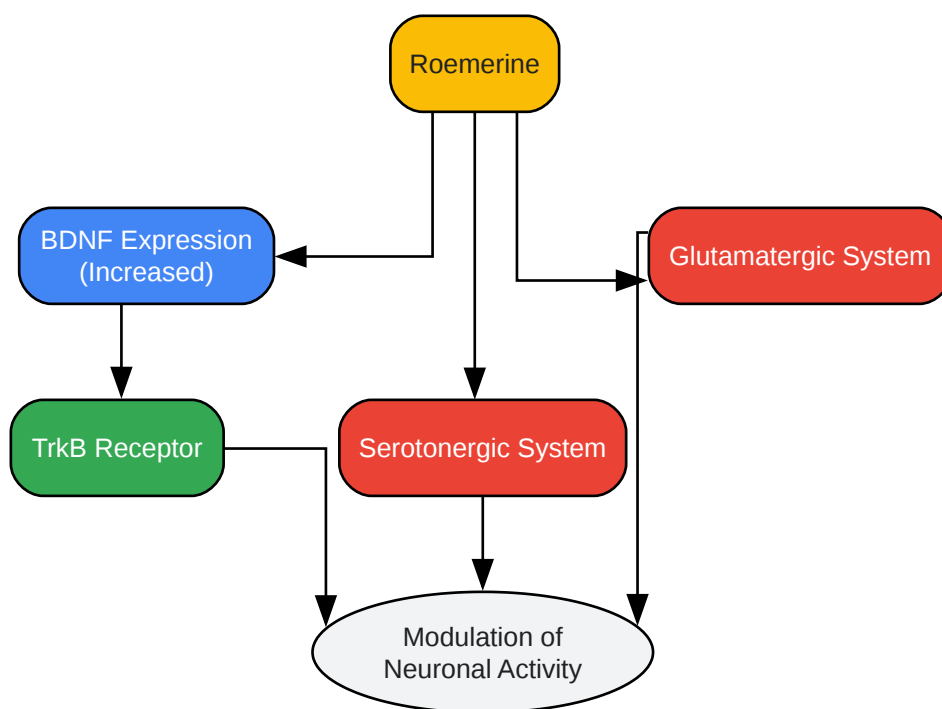 Roemerine
BDNF Expression
(Increased)
Glutamatergic System
TrkB Receptor
Serotonergic System
Modulation of
Neuronal Activity